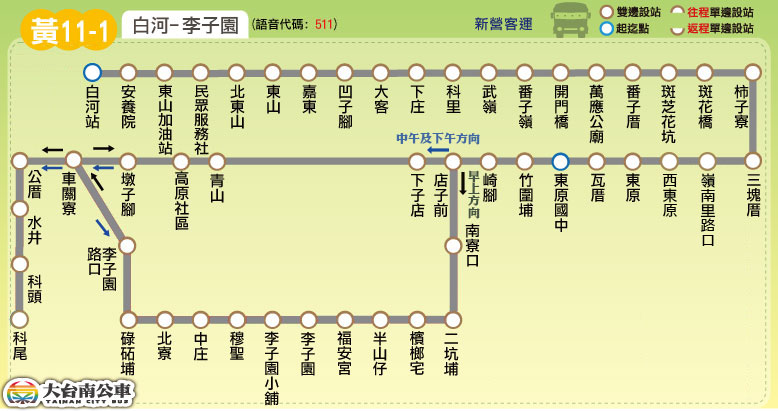 黃11-1
白河-李子園
(語音代碼: 511)
新營客運
雙邊設站
起迄點
往程單邊設站
返程單邊設站
白河站
安養院
東山加油站
民眾服務社
北東山
東山
嘉東
凹子腳
大客
下庄
科里
武嶺
番子嶺
開門橋
萬應公廟
番子厝
斑芝花坑
斑花橋
柿子寮
中午及下午方向
公厝
車關寮
墩子腳
高原社區
青山
下子店
店子前
早上方向
崎腳
竹圍埔
東原國中
瓦厝
東原
西東原
嶺南里路口
三塊厝
水井
科頭
科尾
李子園
路口
南寮口
碌砧埔
北寮
中庄
穆聖
李子園小舖
李子園
福安宮
半山仔
檳榔宅
二坑埔
大台南公車
TAINAN CITY BUS